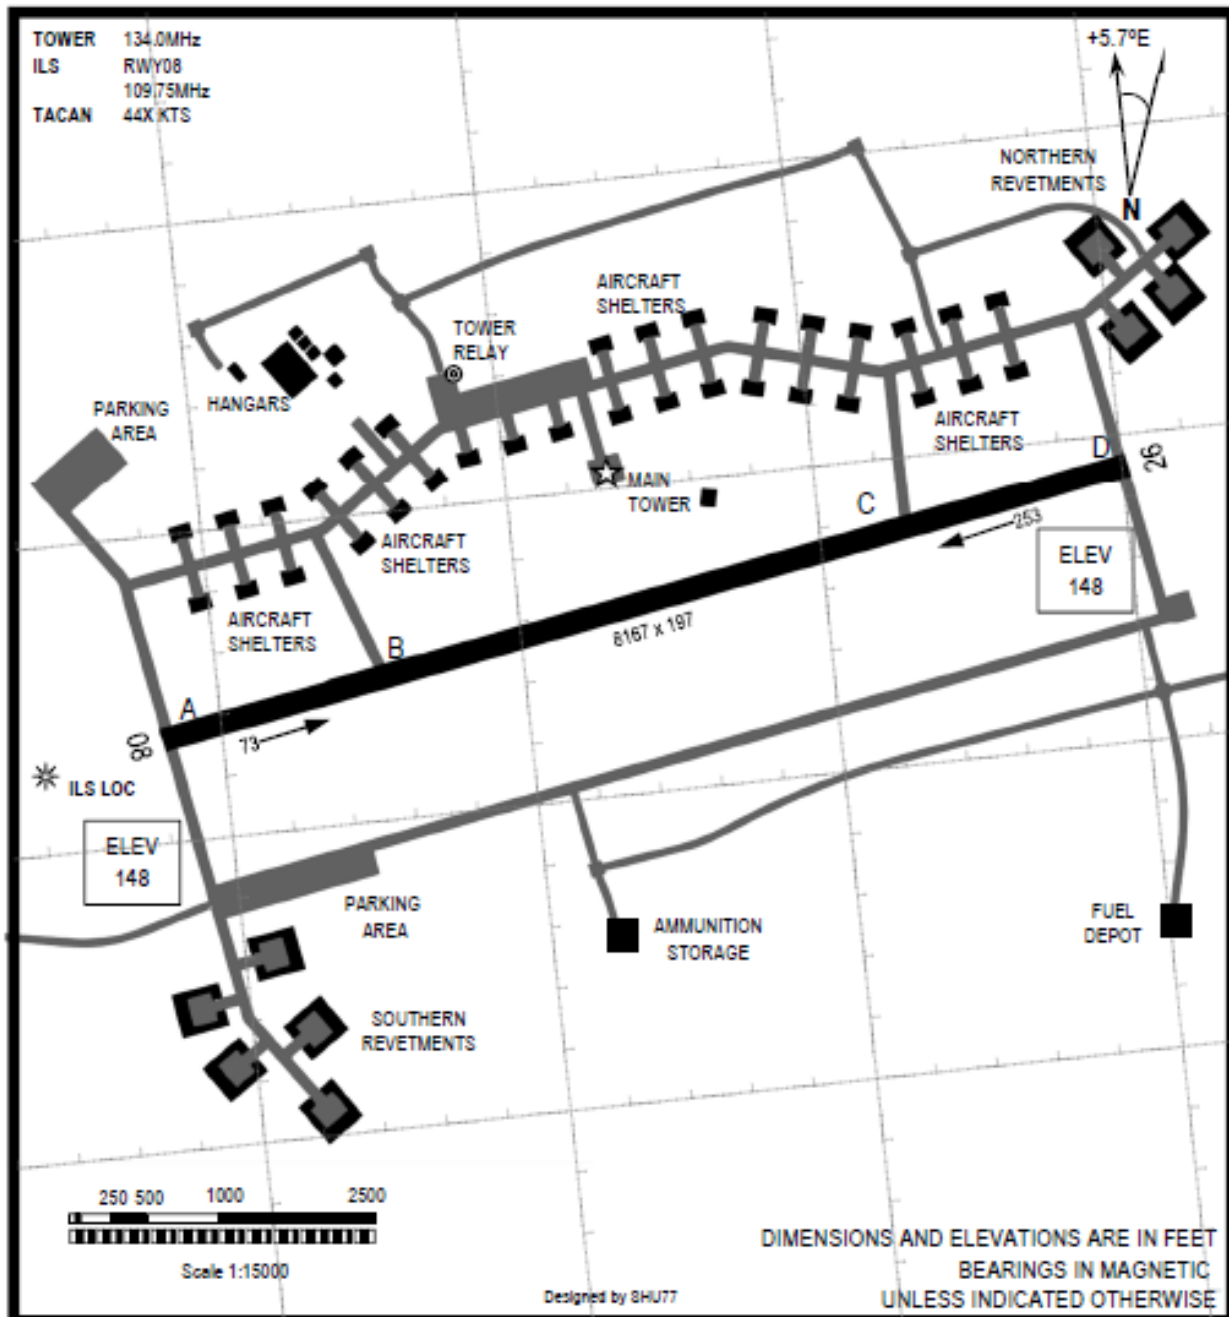 TOWER 134.0MHz
ILS RWY08
109.75MHz
TACAN 44X KTS
+5.7ºE
N
NORTHERN
REVETMENTS
AIRCRAFT
SHELTERS
TOWER
RELAY
HANGARS
PARKING
AREA
AIRCRAFT
SHELTERS
D
26
MAIN
TOWER
C
253
AIRCRAFT
SHELTERS
ELEV
148
AIRCRAFT
SHELTERS
B
8167 x 197
A
73
08
ILS LOC
ELEV
148
PARKING
AREA
AMMUNITION
STORAGE
FUEL
DEPOT
SOUTHERN
REVETMENTS
250 500 1000 2500
Scale 1:15000
Designed by SHU77
DIMENSIONS AND ELEVATIONS ARE IN FEET
BEARINGS IN MAGNETIC
UNLESS INDICATED OTHERWISE